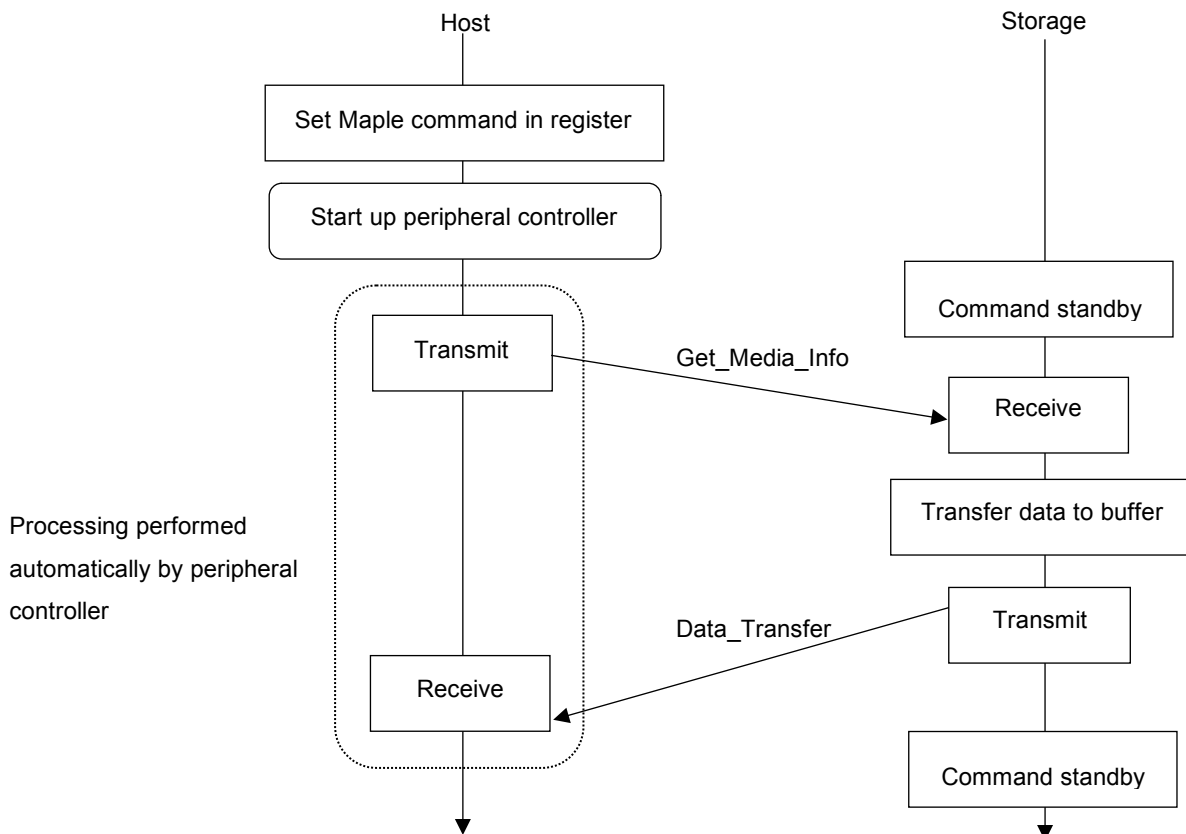 Host
Storage
Set Maple command in register
Start up peripheral controller
Command standby
Transmit
Get_Media_Info
Receive
Transfer data to buffer
Processing performed
automatically by peripheral
controller
Transmit
Data_Transfer
Receive
Command standby